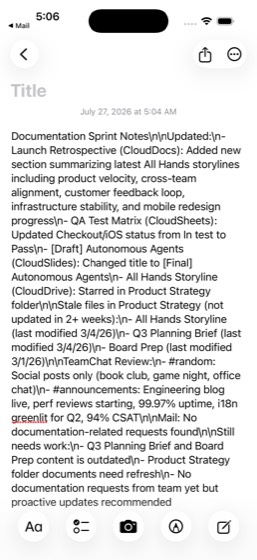 5:06
Mail
Title
July 27, 2026 at 5:04 AM
Documentation Sprint Notes\n\nUpdated:\n-
Launch Retrospective (CloudDocs): Added new
section summarizing latest All Hands storylines
including product velocity, cross-team
alignment, customer feedback loop,
infrastructure stability, and mobile redesign
progress\n- QA Test Matrix (CloudSheets):
Updated Checkout/iOS status from In test to
Pass\n- [Draft] Autonomous Agents
(CloudSlides): Changed title to [Final]
Autonomous Agents\n- All Hands Storyline
(CloudDrive): Starred in Product Strategy
folder\n\nStale files in Product Strategy (not
updated in 2+ weeks):\n- All Hands Storyline
(last modified 3/4/26)\n- Q3 Planning Brief (last
modified 3/4/26)\n- Board Prep (last modified
3/1/26)\n\nTeamChat Review:\n- #random:
Social posts only (book club, game night, office
chat)\n- #announcements: Engineering blog
live, perf reviews starting, 99.97% uptime, i18n
greenlit for Q2, 94% CSAT\n\nMail: No
documentation-related requests found\n\nStill
needs work:\n- Q3 Planning Brief and Board
Prep content is outdated\n- Product Strategy
folder documents need refresh\n- No
documentation requests from team yet but
proactive updates recommended
Aa